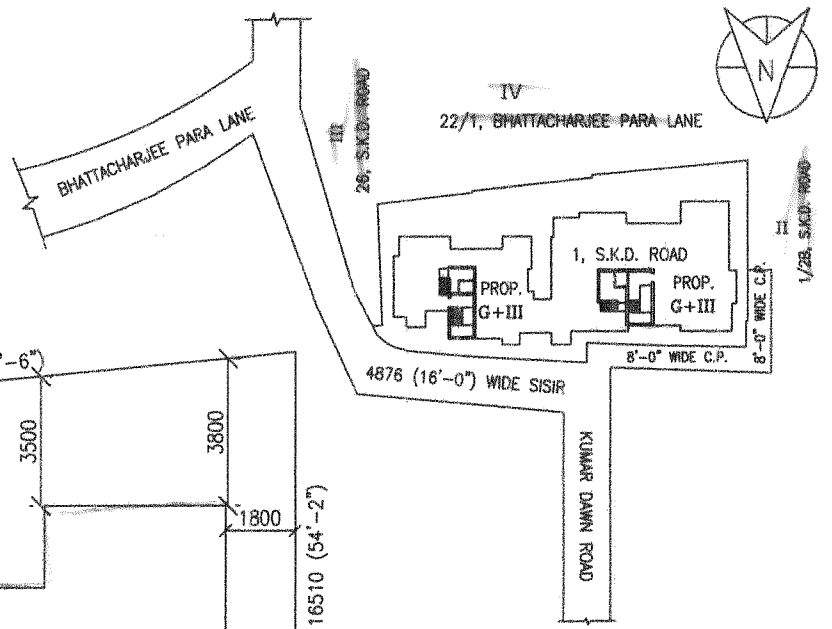 N
IV
22/1, BHATTACHARJEE PARA LANE
BHATTACHARJEE PARA LANE
III
26, S.K.D. ROAD
II
1/28, S.K.D. ROAD
1, S.K.D. ROAD
PROP.
G+III
PROP.
G+III
8'-0" WIDE C.P.
8'-0" WIDE C.P.
4876 (16'-0") WIDE SISIR
KUMAR DAWN ROAD
'-6")
3500
3800
1800
16510 (54'-2")